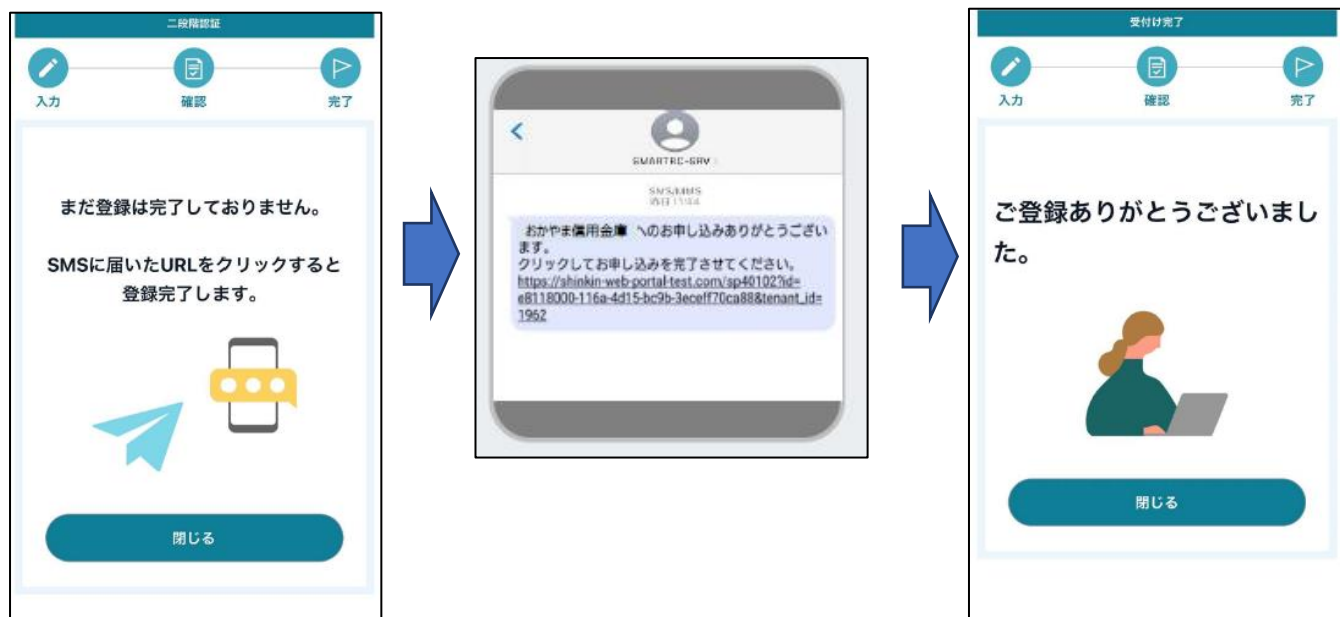 二段階認証
入力
確認
完了
まだ登録は完了しておりません。
SMSに届いたURLをクリックすると
登録完了します。
閉じる
SMS/MMS
おかやま信用金庫 へのお申し込みありがとうござい
ます。
クリックしてお申し込みを完了させてください。
https://shinkin-web-portal-test.com/sp40102?id=
e8118000-116a-4d15-bc9b-3eceff70ca88&tenant_id=
1962
受付け完了
入力
確認
完了
ご登録ありがとうございまし
た。
閉じる